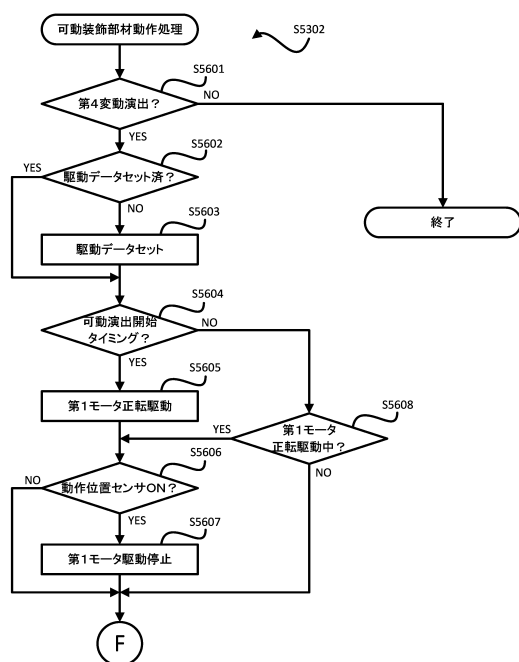 可動装飾部材動作処理
S5302
S5601
第4変動演出？
NO
YES
S5602
YES
駆動データセット済？
NO
S5603
終了
駆動データセット
S5604
可動演出開始
タイミング？
NO
YES
S5605
第1モータ正転駆動
S5608
YES
第1モータ
正転駆動中？
S5606
NO
動作位置センサON？
NO
YES
S5607
第1モータ駆動停止
F